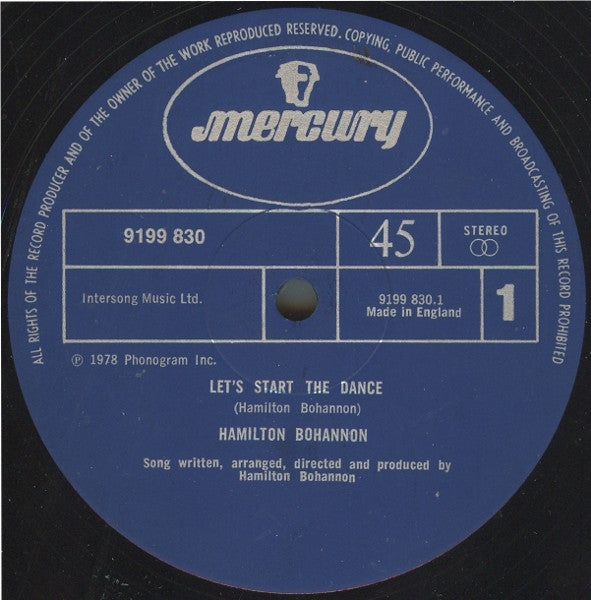 ALL RIGHTS OF THE RECORD PRODUCER AND OF THE OWNER OF THE WORK REPRODUCED RESERVED. COPYING, PUBLIC PERFORMANCE AND BROADCASTING OF THIS RECORD PROHIBITED
mercury
9199 830
45
STEREO
Intersong Music Ltd.
9199 830.1
Made in England
1
℗ 1978 Phonogram Inc.
LET'S START THE DANCE
(Hamilton Bohannon)
HAMILTON BOHANNON
Song written, arranged, directed and produced by
Hamilton Bohannon